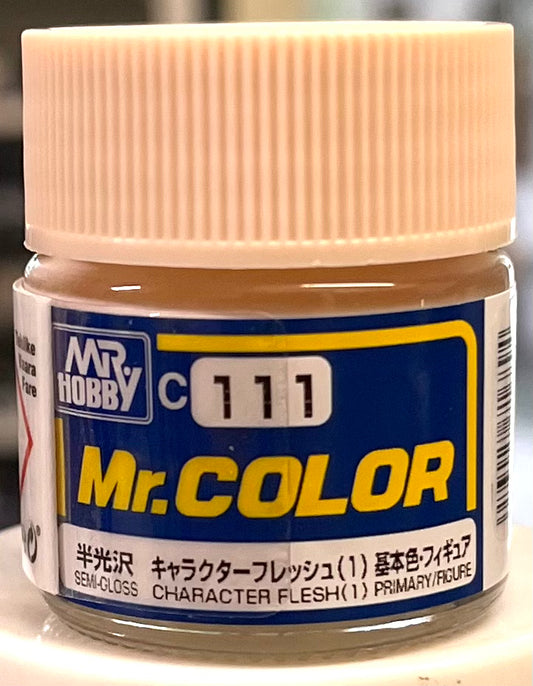 MR.
HOBBY
C 111
Mr.COLOR
半光沢 キャラクターフレッシュ(1) 基本色・フィギュア
SEMI-GLOSS CHARACTER FLESH(1) PRIMARY/FIGURE
Fare